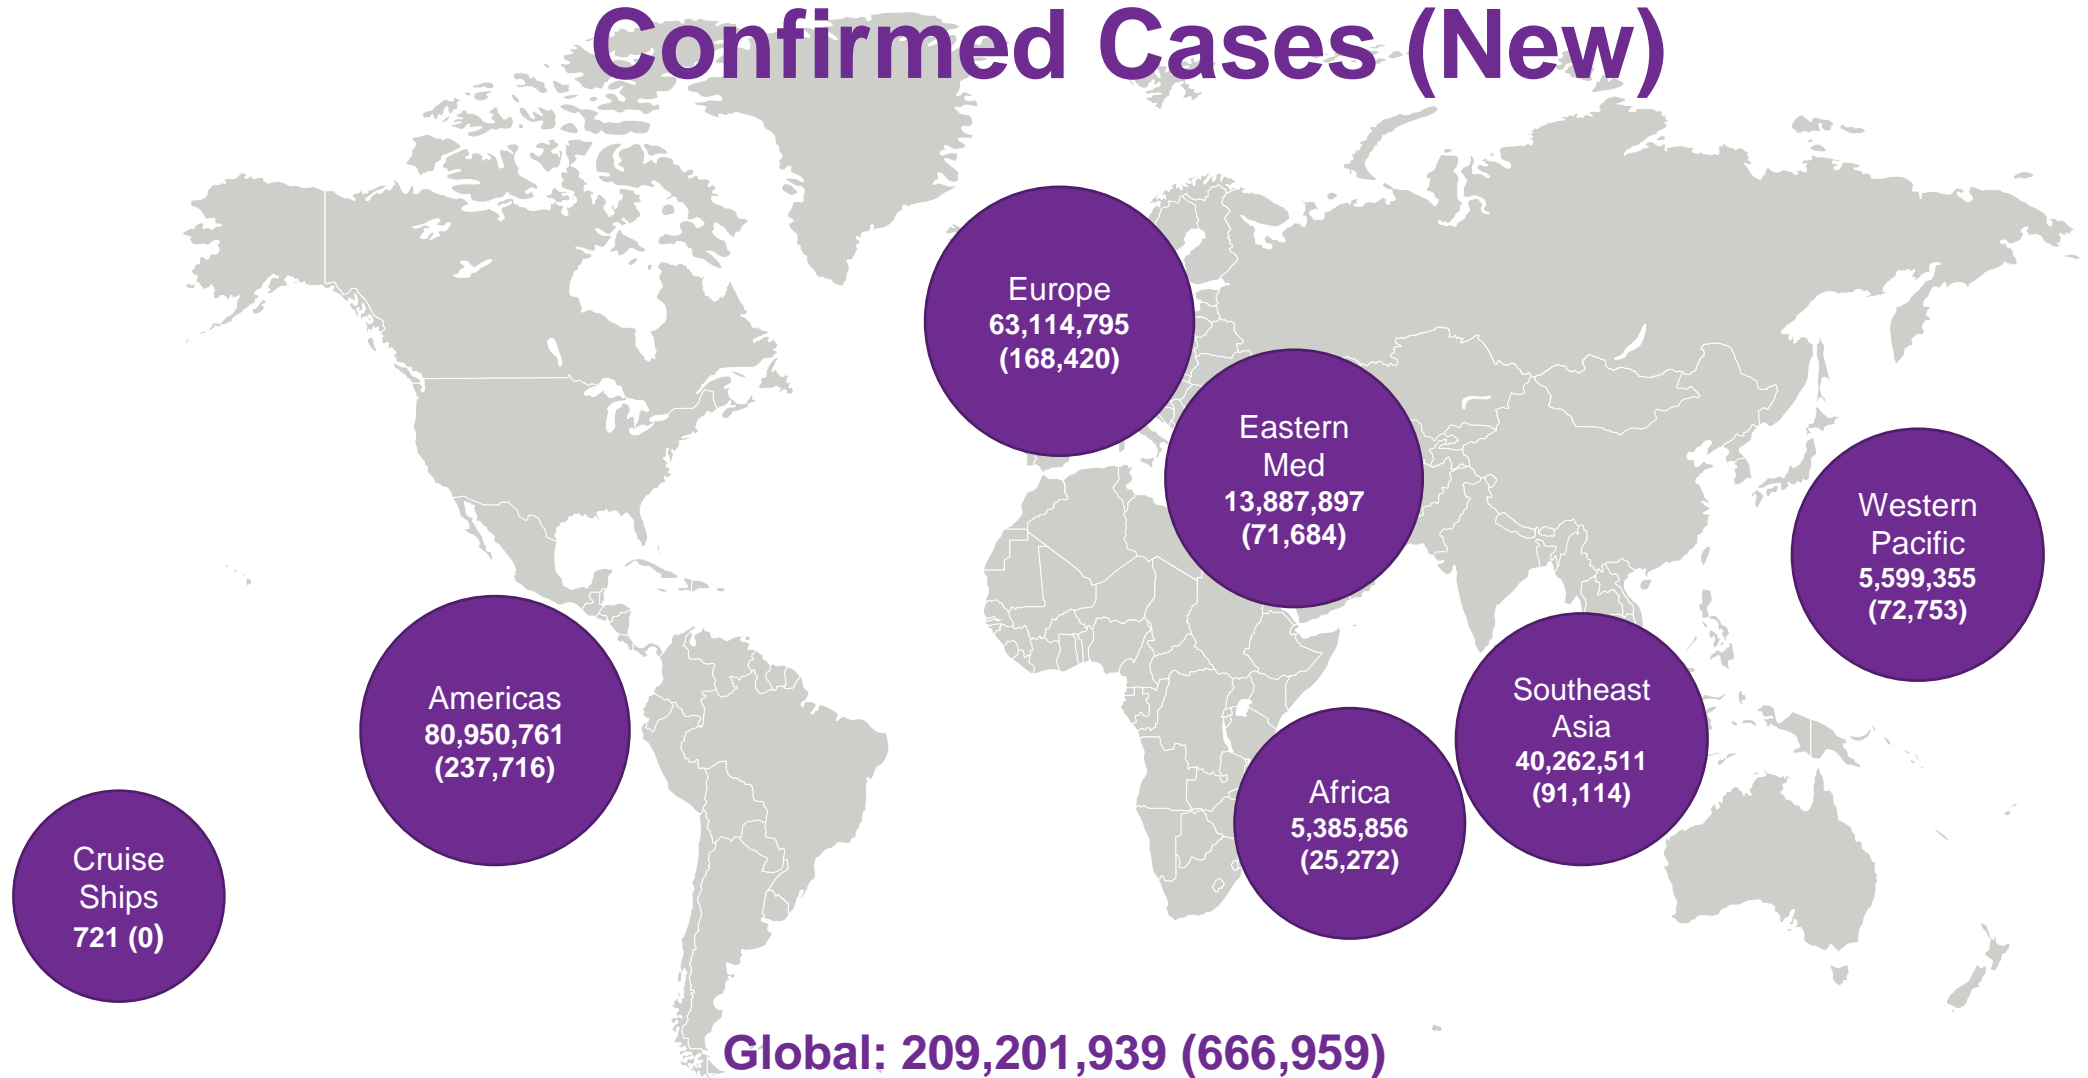 Confirmed Cases (New)
Europe
63,114,795
(168,420)
Eastern
Med
13,887,897
(71,684)
Western
Pacific
5,599,355
(72,753)
Americas
80,950,761
(237,716)
Southeast
Asia
40,262,511
(91,114)
Africa
5,385,856
(25,272)
Cruise
Ships
721 (0)
Global: 209,201,939 (666,959)